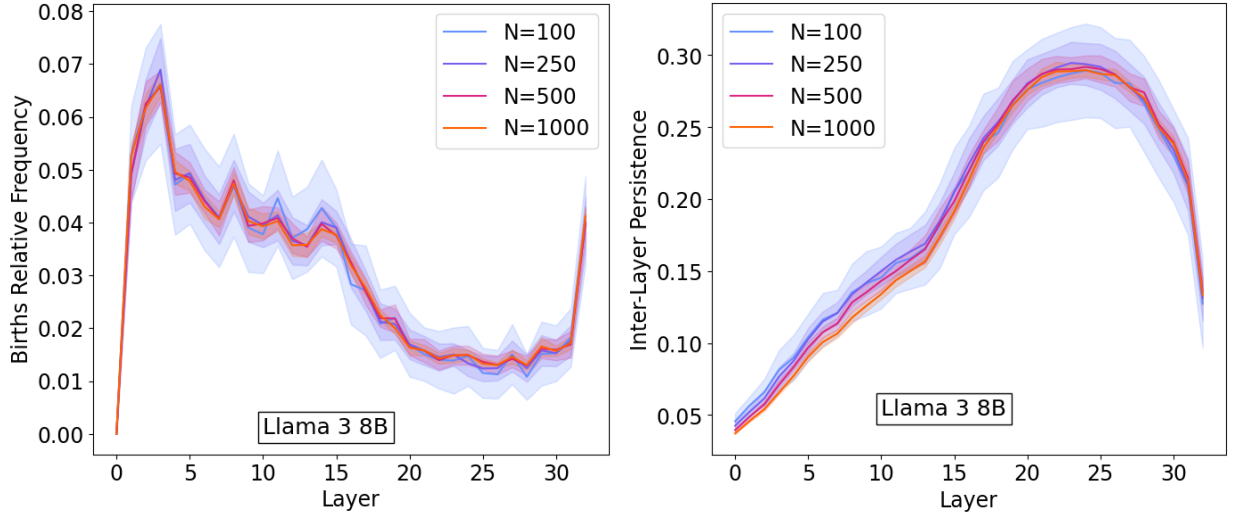 0.08
0.07
0.06
0.05
0.04
0.03
0.02
0.01
0.00
Births Relative Frequency
N=100
N=250
N=500
N=1000
Llama 3 8B
0 5 10 15 20 25 30
Layer
0.30
0.25
0.20
0.15
0.10
0.05
Inter-Layer Persistence
N=100
N=250
N=500
N=1000
Llama 3 8B
0 5 10 15 20 25 30
Layer